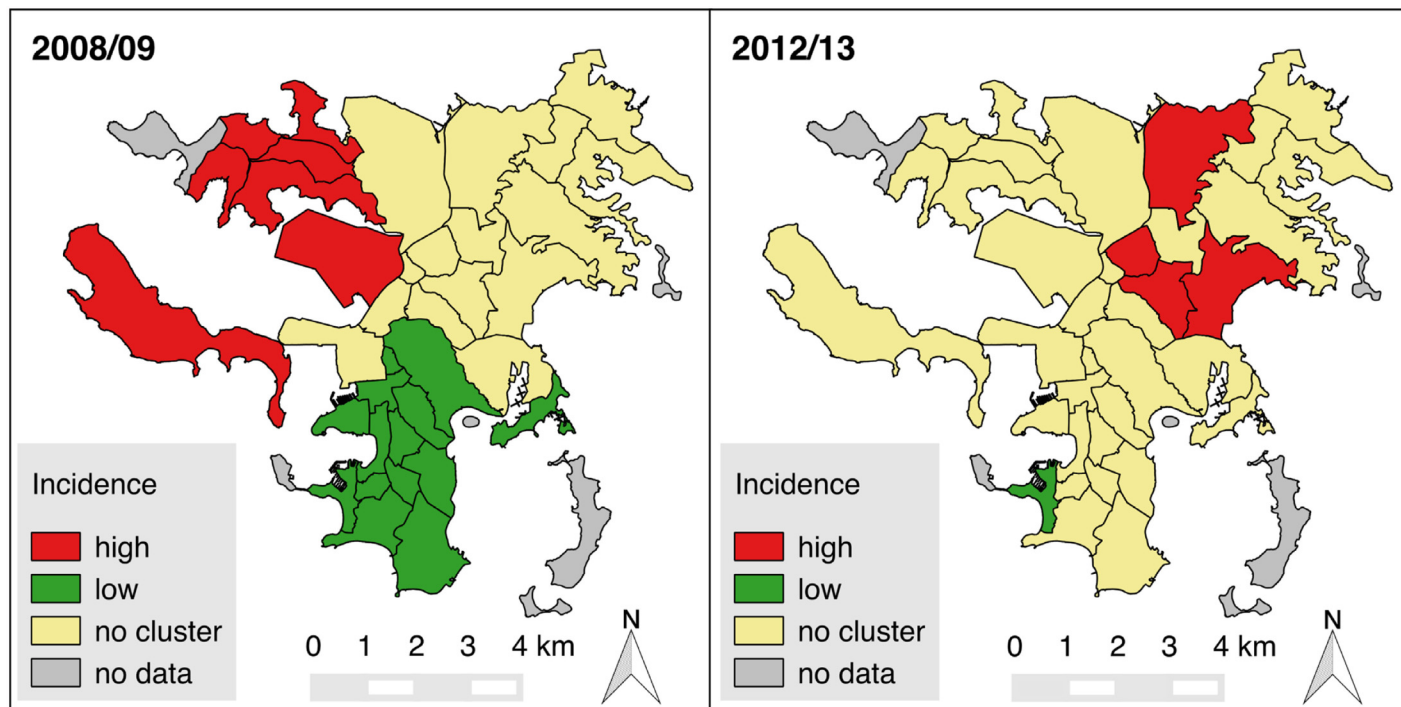 2008/09
Incidence
high
low
no cluster
no data
0 1 2 3 4 km
N
2012/13
Incidence
high
low
no cluster
no data
0 1 2 3 4 km
N